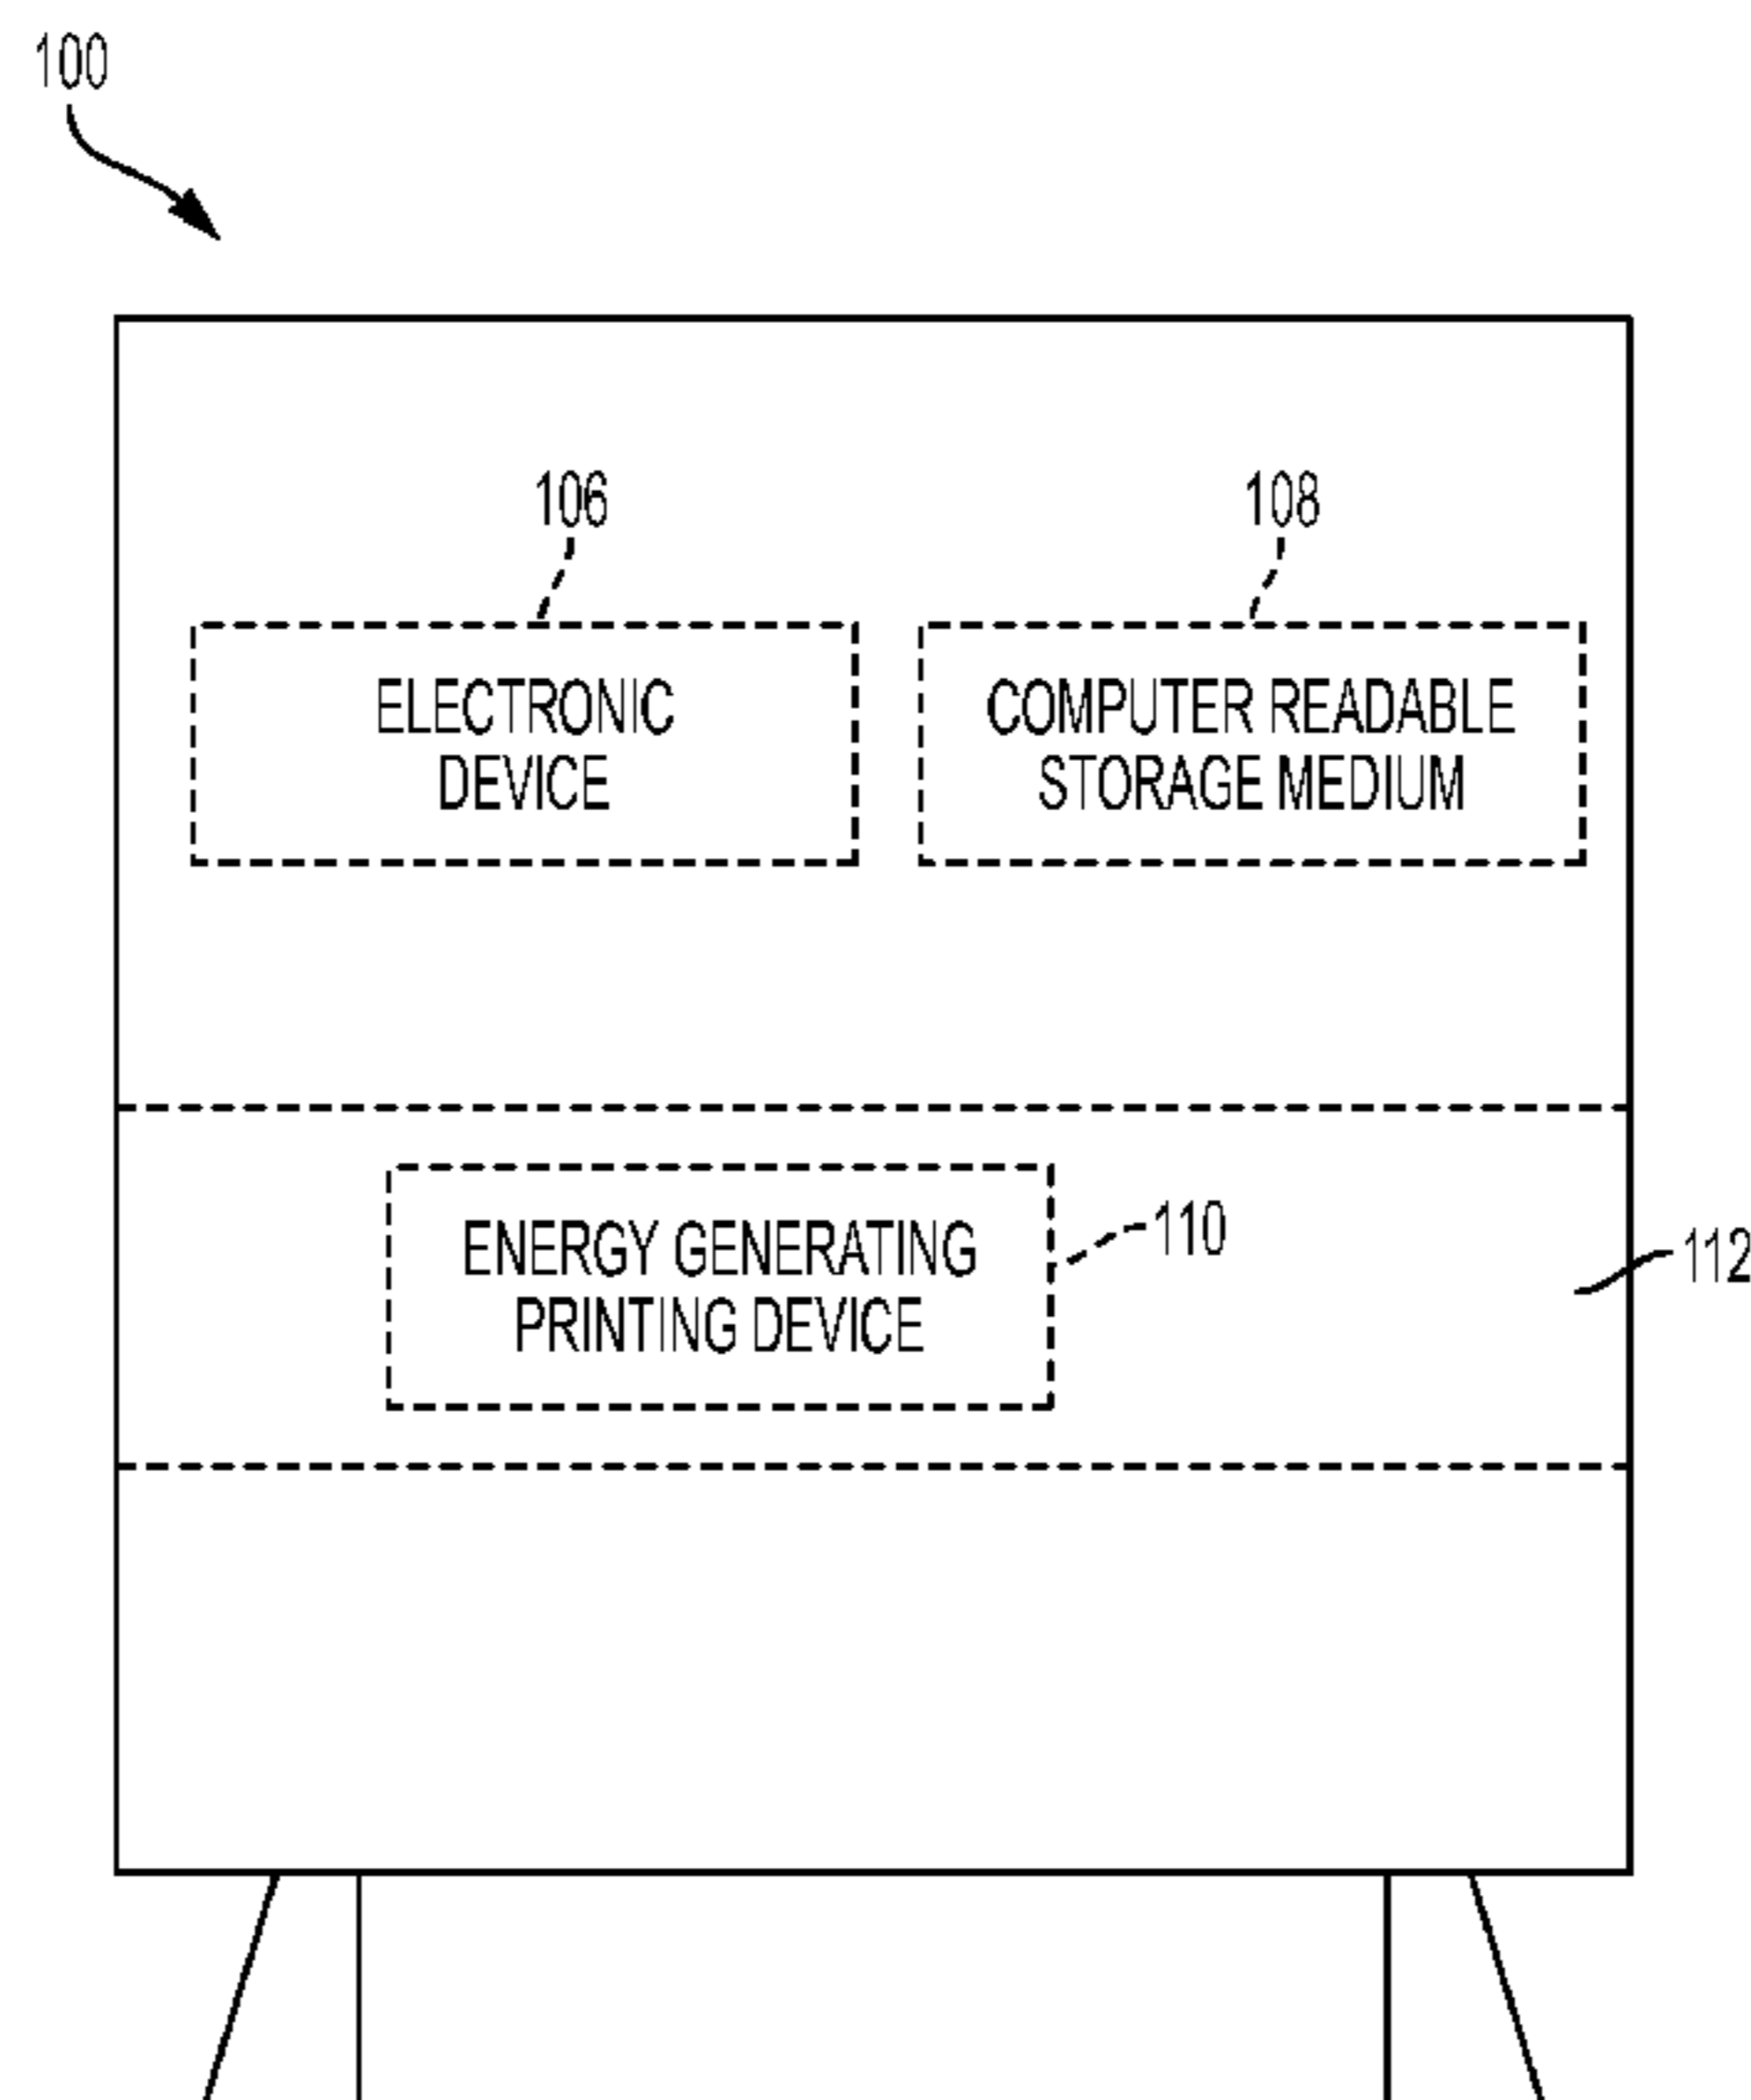 100
106
108
ELECTRONIC
DEVICE
COMPUTER READABLE
STORAGE MEDIUM
ENERGY GENERATING
PRINTING DEVICE
110
112